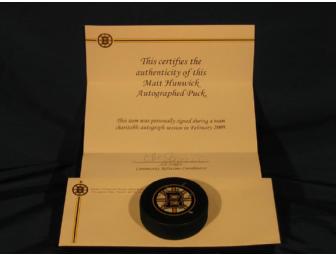 This certifies the
authenticity of this
Matt Hunwick
Autographed Puck
This item was personally signed during a team
charitable autograph session in February 2009.
Community Relations Coordinator
B